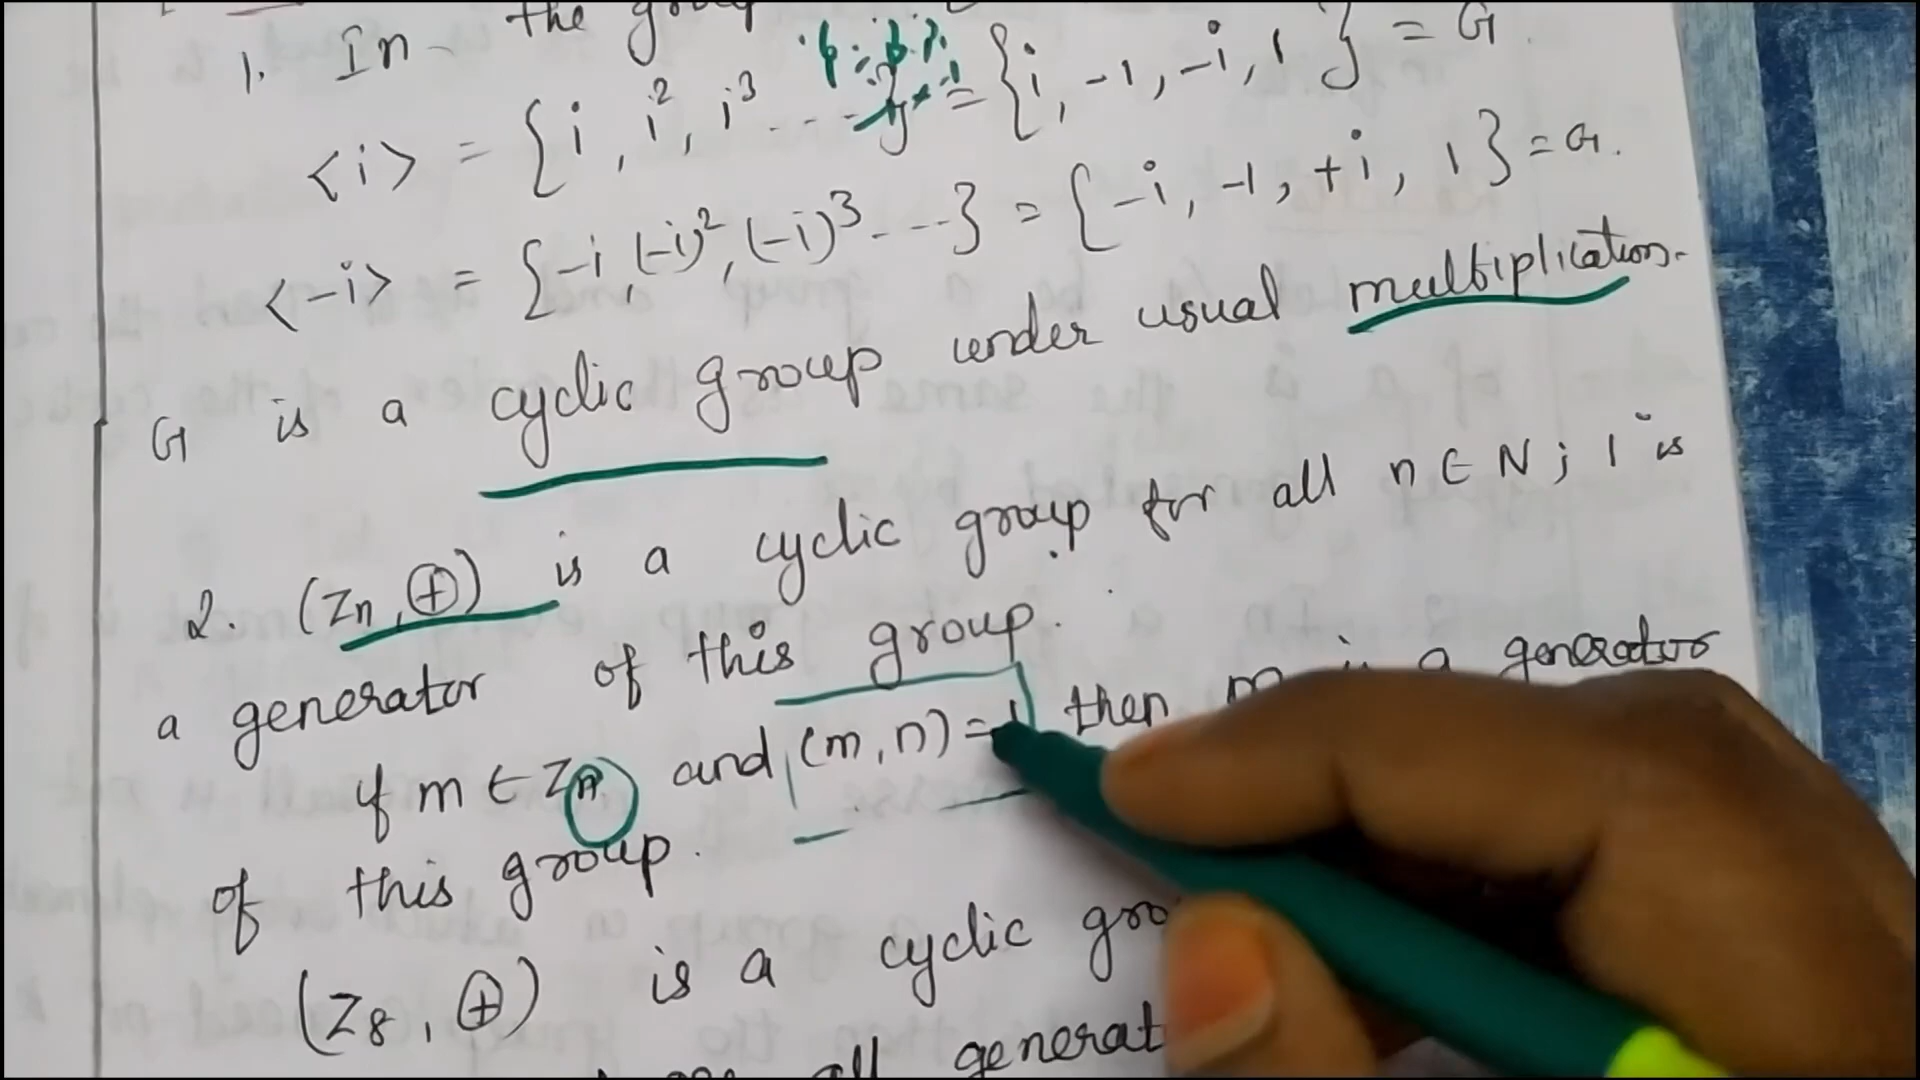 1. In the group
<i> = {i, i², i³ ...} = {i, -1, -i, 1} = G.
<-i> = {-i, (-i)², (-i)³ ---} = {-i, -1, +i, 1} = G.
G is a cyclic group under usual multiplication.
2. (Zn, ⊕) is a cyclic group for all n ∈ N; 1 is
a generator of this group.
if m ∈ Zn and (m, n) = 1 then m is a generator
of this group.
(Z8, ⊕) is a cyclic
all